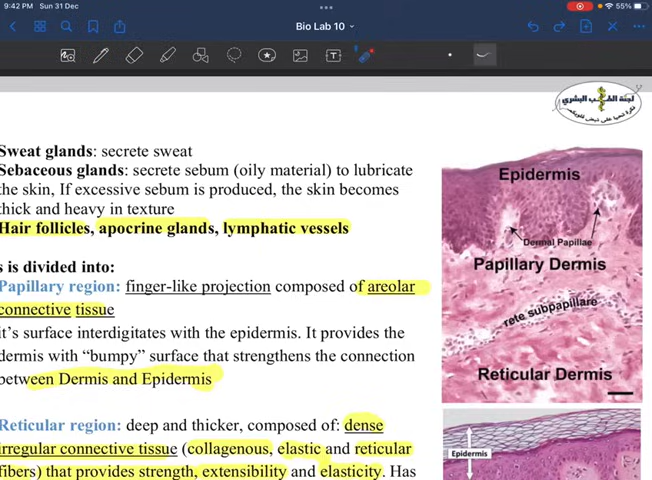 9:42 PM Sun 31 Dec
55%
Bio Lab 10
لجنة الطب البشري
Sweat glands: secrete sweat
Sebaceous glands: secrete sebum (oily material) to lubricate
the skin, If excessive sebum is produced, the skin becomes
thick and heavy in texture
Hair follicles, apocrine glands, lymphatic vessels
s is divided into:
Papillary region: finger-like projection composed of areolar
connective tissue
it’s surface interdigitates with the epidermis. It provides the
dermis with “bumpy” surface that strengthens the connection
between Dermis and Epidermis
Reticular region: deep and thicker, composed of: dense
irregular connective tissue (collagenous, elastic and reticular
fibers) that provides strength, extensibility and elasticity. Has
Epidermis
Dermal Papillae
Papillary Dermis
rete subpapillare
Reticular Dermis
Epidermis